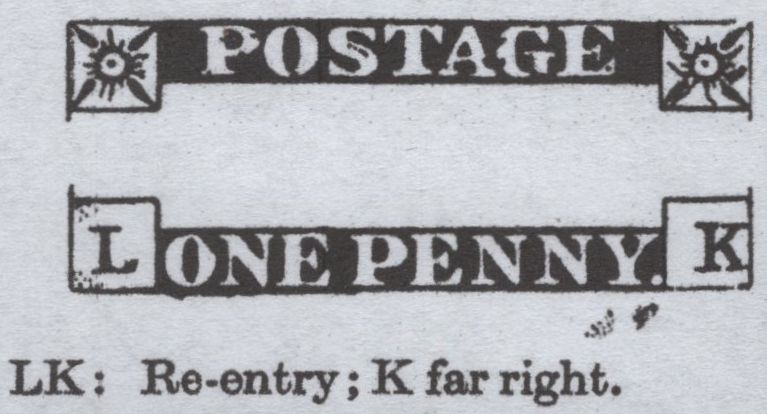 POSTAGE
L ONE PENNY. K
LK: Re-entry; K far right.